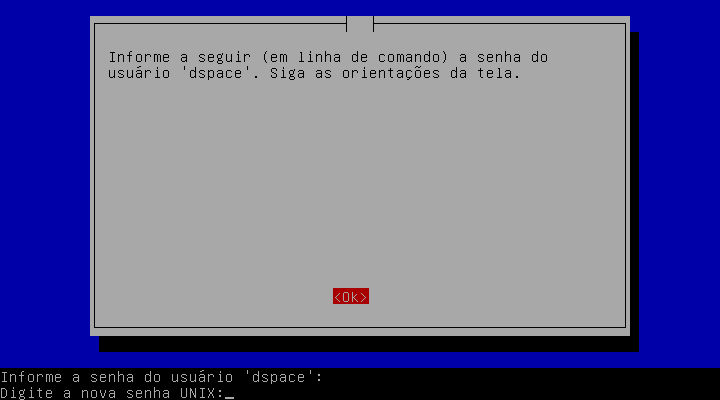 Informe a seguir (em linha de comando) a senha do
usuário 'dspace'. Siga as orientações da tela.
<Ok>
Informe a senha do usuário 'dspace':
Digite a nova senha UNIX:_